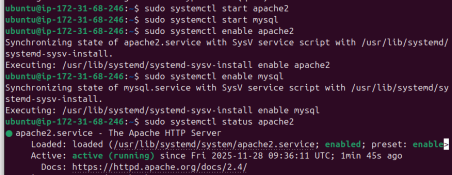 ubuntu@ip-172-31-68-246:~$ sudo systemctl start apache2
ubuntu@ip-172-31-68-246:~$ sudo systemctl start mysql
ubuntu@ip-172-31-68-246:~$ sudo systemctl enable apache2
Synchronizing state of apache2.service with SysV service script with /usr/lib/systemd/
systemd-sysv-install.
Executing: /usr/lib/systemd/systemd-sysv-install enable apache2
ubuntu@ip-172-31-68-246:~$ sudo systemctl enable mysql
Synchronizing state of mysql.service with SysV service script with /usr/lib/systemd/sy
stemd-sysv-install.
Executing: /usr/lib/systemd/systemd-sysv-install enable mysql
ubuntu@ip-172-31-68-246:~$ sudo systemctl status apache2
● apache2.service - The Apache HTTP Server
Loaded: loaded (/usr/lib/systemd/system/apache2.service; enabled; preset: enable>
Active: active (running) since Fri 2025-11-28 09:36:11 UTC; 1min 45s ago
Docs: https://httpd.apache.org/docs/2.4/